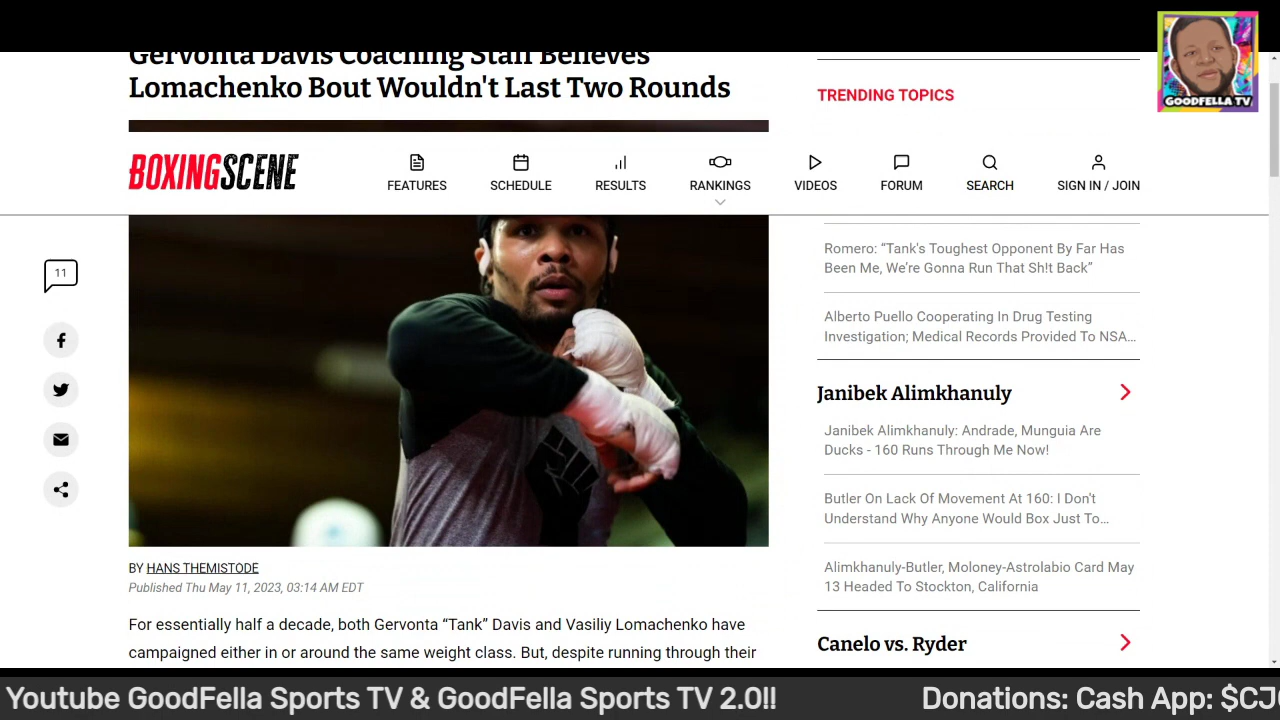 Gervonta Davis Coaching Staff Believes
Lomachenko Bout Wouldn't Last Two Rounds
TRENDING TOPICS
GOODFELLA TV
BOXINGSCENE
FEATURES
SCHEDULE
RESULTS
RANKINGS
VIDEOS
FORUM
SEARCH
SIGN IN / JOIN
11
Romero: “Tank's Toughest Opponent By Far Has
Been Me, We’re Gonna Run That Sh!t Back”
Alberto Puello Cooperating In Drug Testing
Investigation; Medical Records Provided To NSA...
Janibek Alimkhanuly
Janibek Alimkhanuly: Andrade, Munguia Are
Ducks - 160 Runs Through Me Now!
Butler On Lack Of Movement At 160: I Don't
Understand Why Anyone Would Box Just To...
Alimkhanuly-Butler, Moloney-Astrolabio Card May
13 Headed To Stockton, California
Canelo vs. Ryder
BY HANS THEMISTODE
Published Thu May 11, 2023, 03:14 AM EDT
For essentially half a decade, both Gervonta “Tank” Davis and Vasiliy Lomachenko have
campaigned either in or around the same weight class. But, despite running through their
Youtube GoodFella Sports TV & GoodFella Sports TV 2.0!!
Donations: Cash App: $CJ